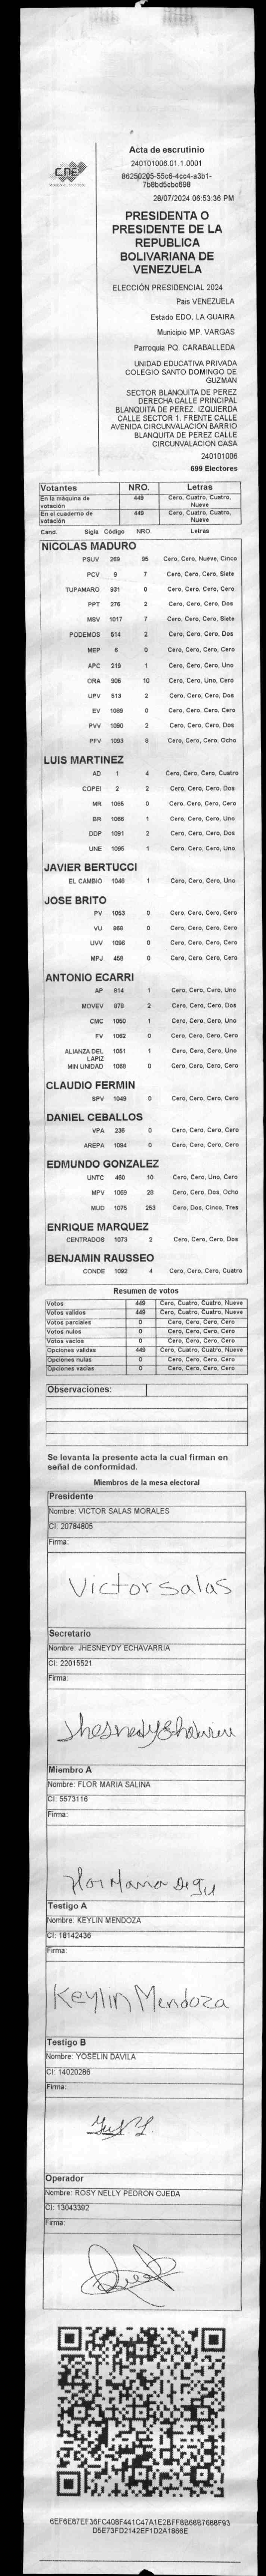 Acta de escrutinio
240101006.01.1.0001
CNE
86250205-55c6-4cc4-a3b1-
7b8bd5cbc698
28/07/2024 06:53:36 PM
PRESIDENTA O
PRESIDENTE DE LA
REPUBLICA
BOLIVARIANA DE
VENEZUELA
ELECCIÓN PRESIDENCIAL 2024
Pais VENEZUELA
Estado EDO. LA GUAIRA
Municipio MP. VARGAS
Parroquia PQ. CARABALLEDA
UNIDAD EDUCATIVA PRIVADA
COLEGIO SANTO DOMINGO DE
GUZMAN
SECTOR BLANQUITA DE PEREZ
DERECHA CALLE PRINCIPAL
BLANQUITA DE PEREZ. IZQUIERDA
CALLE SECTOR 1. FRENTE CALLE
AVENIDA CIRCUNVALACION BARRIO
BLANQUITA DE PEREZ CALLE
CIRCUNVALACION CASA
240101006
699 Electores
Votantes NRO. Letras
En la máquina de votación 449 Cero, Cuatro, Cuatro, Nueve
En el cuaderno de votación 449 Cero, Cuatro, Cuatro, Nueve
Cand. Sigla Código NRO. Letras
NICOLAS MADURO
PSUV 269 95 Cero, Cero, Nueve, Cinco
PCV 9 7 Cero, Cero, Cero, Siete
TUPAMARO 931 0 Cero, Cero, Cero, Cero
PPT 276 2 Cero, Cero, Cero, Dos
MSV 1017 7 Cero, Cero, Cero, Siete
PODEMOS 514 2 Cero, Cero, Cero, Dos
MEP 6 0 Cero, Cero, Cero, Cero
APC 219 1 Cero, Cero, Cero, Uno
ORA 906 10 Cero, Cero, Uno, Cero
UPV 513 2 Cero, Cero, Cero, Dos
EV 1089 0 Cero, Cero, Cero, Cero
PVV 1090 2 Cero, Cero, Cero, Dos
PFV 1093 8 Cero, Cero, Cero, Ocho
LUIS MARTINEZ
AD 1 4 Cero, Cero, Cero, Cuatro
COPEI 2 2 Cero, Cero, Cero, Dos
MR 1065 0 Cero, Cero, Cero, Cero
BR 1066 1 Cero, Cero, Cero, Uno
DDP 1091 2 Cero, Cero, Cero, Dos
UNE 1095 1 Cero, Cero, Cero, Uno
JAVIER BERTUCCI
EL CAMBIO 1048 1 Cero, Cero, Cero, Uno
JOSE BRITO
PV 1053 0 Cero, Cero, Cero, Cero
VU 868 0 Cero, Cero, Cero, Cero
UVV 1096 0 Cero, Cero, Cero, Cero
MPJ 458 0 Cero, Cero, Cero, Cero
ANTONIO ECARRI
AP 814 1 Cero, Cero, Cero, Uno
MOVEV 878 2 Cero, Cero, Cero, Dos
CMC 1050 1 Cero, Cero, Cero, Uno
FV 1062 0 Cero, Cero, Cero, Cero
ALIANZA DEL LAPIZ 1051 1 Cero, Cero, Cero, Uno
MIN UNIDAD 1068 0 Cero, Cero, Cero, Cero
CLAUDIO FERMIN
SPV 1049 0 Cero, Cero, Cero, Cero
DANIEL CEBALLOS
VPA 236 0 Cero, Cero, Cero, Cero
AREPA 1094 0 Cero, Cero, Cero, Cero
EDMUNDO GONZALEZ
UNTC 460 10 Cero, Cero, Uno, Cero
MPV 1069 28 Cero, Cero, Dos, Ocho
MUD 1075 253 Cero, Dos, Cinco, Tres
ENRIQUE MARQUEZ
CENTRADOS 1073 2 Cero, Cero, Cero, Dos
BENJAMIN RAUSSEO
CONDE 1092 4 Cero, Cero, Cero, Cuatro
Resumen de votos
Votos 449 Cero, Cuatro, Cuatro, Nueve
Votos validos 449 Cero, Cuatro, Cuatro, Nueve
Votos parciales 0 Cero, Cero, Cero, Cero
Votos nulos 0 Cero, Cero, Cero, Cero
Votos vacios 0 Cero, Cero, Cero, Cero
Opciones validas 449 Cero, Cuatro, Cuatro, Nueve
Opciones nulas 0 Cero, Cero, Cero, Cero
Opciones vacias 0 Cero, Cero, Cero, Cero
Observaciones:
Se levanta la presente acta la cual firman en
señal de conformidad.
Miembros de la mesa electoral
Presidente
Nombre: VICTOR SALAS MORALES
CI: 20784805
Firma:
Victor salas
Secretario
Nombre: JHESNEYDY ECHAVARRIA
CI: 22015521
Firma:
Miembro A
Nombre: FLOR MARIA SALINA
CI: 5573116
Firma:
Testigo A
Nombre: KEYLIN MENDOZA
CI: 18142436
Firma:
Keylin Mendoza
Testigo B
Nombre: YOSELIN DAVILA
CI: 14020286
Firma:
Operador
Nombre: ROSY NELLY PEDRON OJEDA
CI: 13043392
Firma:
6EF6E87EF36FC408F441C47A1E2BFF8B68B7688F93
D5E73FD2142EF1D2A1866E